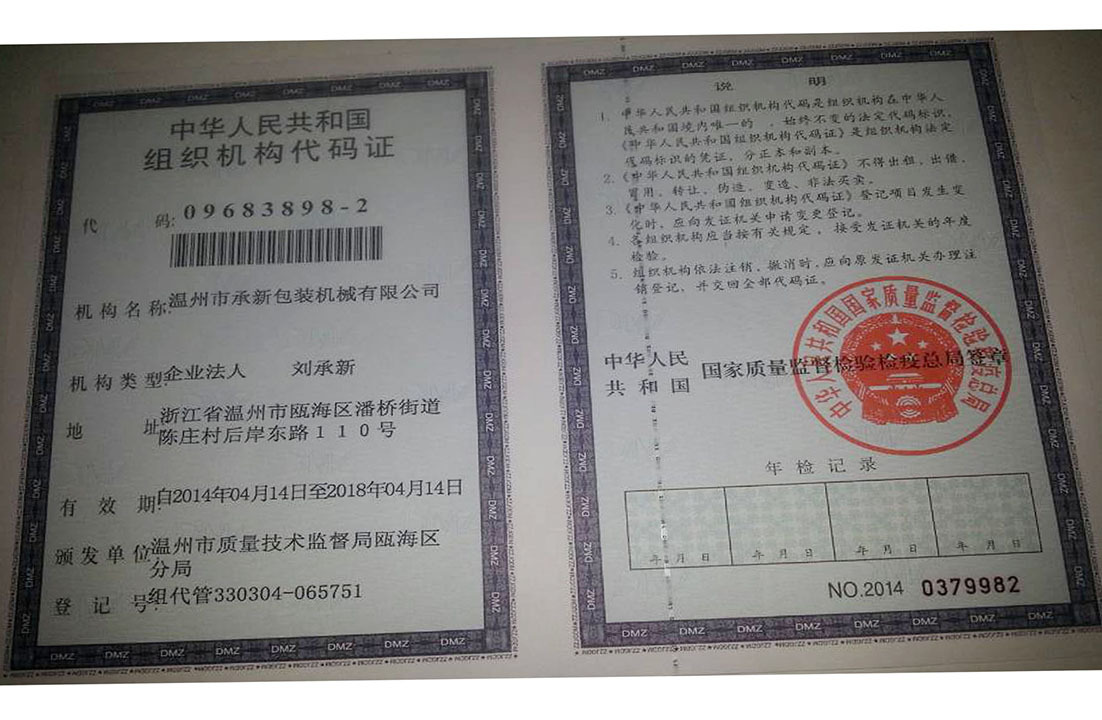 中华人民共和国
组织机构代码证
代 码: 09683898-2
机构名称: 温州市承新包装机械有限公司
机构类型: 企业法人 刘承新
地 址: 浙江省温州市瓯海区潘桥街道
陈庄村后岸东路110号
有 效 期: 自2014年04月14日至2018年04月14日
颁发单位: 温州市质量技术监督局瓯海区
分局
登 记 号: 组代管330304-065751
说 明
1. 中华人民共和国组织机构代码是组织机构在中华人
民共和国境内唯一的、始终不变的法定代码标识,
《中华人民共和国组织机构代码证》是组织机构法定
代码标识的凭证,分正本和副本。
2.《中华人民共和国组织机构代码证》不得出租,出借,
冒用,转让、伪造、变造、非法买卖。
3.《中华人民共和国组织机构代码证》登记项目发生变
化时,应向发证机关申请变更登记。
4. 各组织机构应当按有关规定,接受发证机关的年度
检验。
5. 组织机构依法注销、撤消时,应向原发证机关办理注
销登记,并交回全部代码证。
中华人民
共和国 国家质量监督检验检疫总局签章
中华人民共和国国家质量监督检验检疫总局
年检记录
年 月 日 年 月 日 年 月 日 年 月 日
NO.2014 0379982